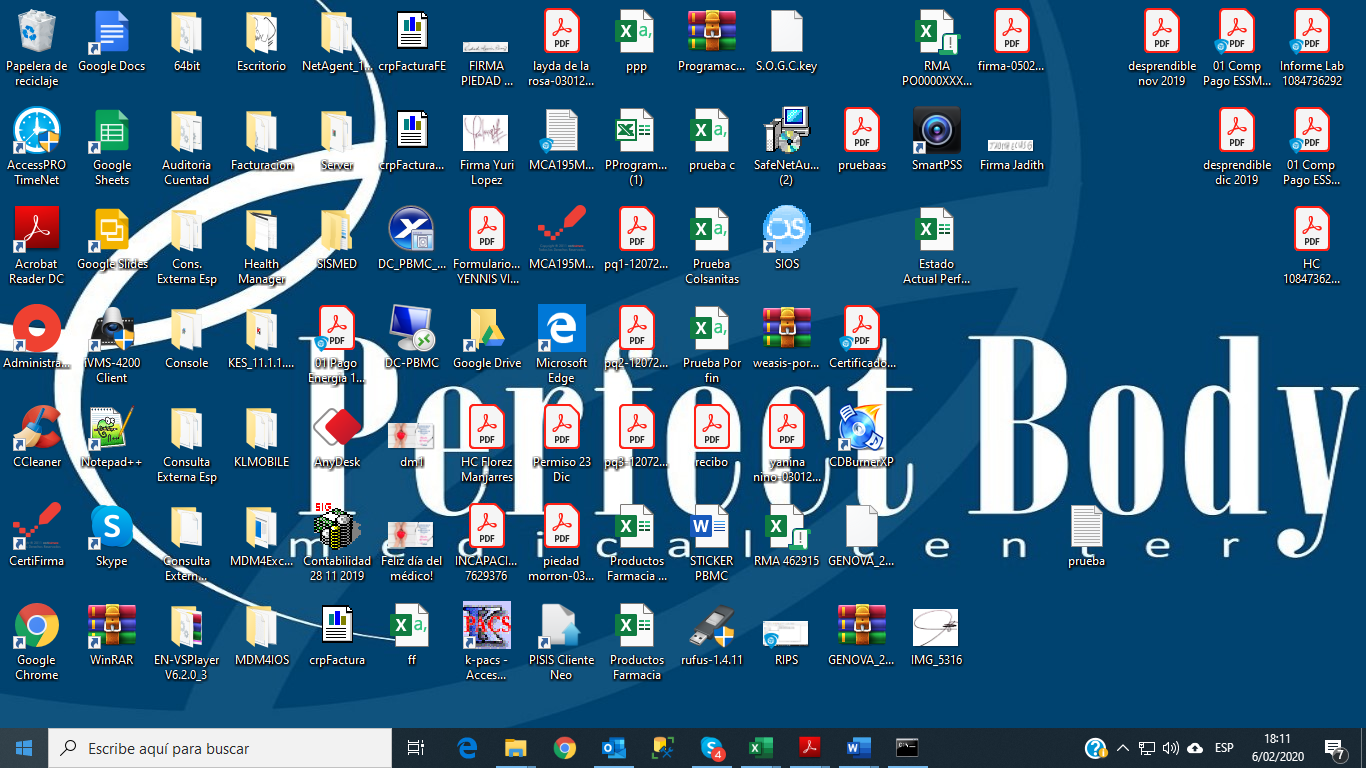 Papelera de
reciclaje
Google Docs
64bit
Escritorio
NetAgent_1...
crpFacturaFE
FIRMA
PIEDAD ...
layda de la
rosa-03012...
ppp
Programac...
S.O.G.C.key
RMA
PO0000XXX...
firma-0502...
desprendible
nov 2019
01 Comp
Pago ESSM...
Informe Lab
1084736292
AccessPRO
TimeNet
Google
Sheets
Auditoria
Cuentad
Facturacion
Server
crpFactura...
Firma Yuri
Lopez
MCA195M...
PProgram...
(1)
prueba c
SafeNetAu...
(2)
pruebaas
SmartPSS
Firma Jadith
desprendible
dic 2019
01 Comp
Pago ESS...
Acrobat
Reader DC
Google Slides
Cons.
Externa Esp
Health
Manager
SISMED
DC_PBMC_...
Formulario...
YENNIS VI...
MCA195M...
pq1-12072...
Prueba
Colsanitas
SIOS
Estado
Actual Perf...
HC
10847362...
Administra...
iVMS-4200
Client
Console
KES_11.1.1....
01 Pago
Energia 1...
DC-PBMC
Google Drive
Microsoft
Edge
pq2-12072...
Prueba Por
fin
weasis-por...
Certificado...
Perfect Body
medical center
CCleaner
Notepad++
Consulta
Externa Esp
KLMOBILE
AnyDesk
dm1
HC Florez
Manjarres
Permiso 23
Dic
pq3-12072...
recibo
yanina
nino-03012...
CDBurnerXP
CertiFirma
Skype
Consulta
Extern...
MDM4Exc...
Contabilidad
28 11 2019
Feliz día del
médico!
INCAPACI...
7629376
piedad
morron-03...
Productos
Farmacia ...
STICKER
PBMC
RMA 462915
GENOVA_2...
prueba
Google
Chrome
WinRAR
EN-VSPlayer
V6.2.0_3
MDM4IOS
crpFactura
ff
k-pacs -
Acces...
PISIS Cliente
Neo
Productos
Farmacia
rufus-1.4.11
RIPS
GENOVA_2...
IMG_5316
Escribe aquí para buscar
4
ESP
18:11
6/02/2020
7